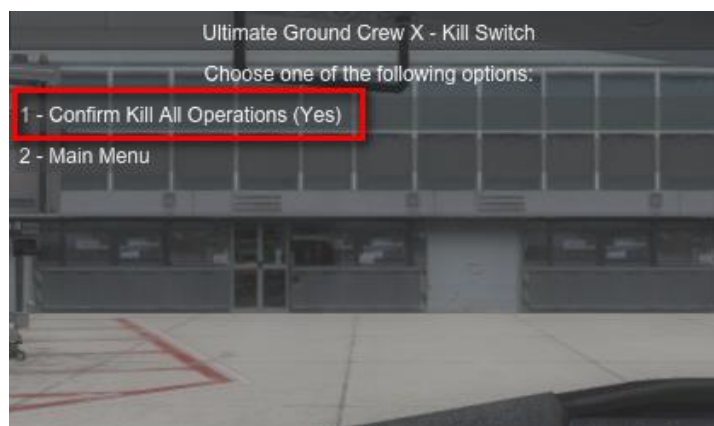 Ultimate Ground Crew X - Kill Switch
Choose one of the following options:
1 - Confirm Kill All Operations (Yes)
2 - Main Menu